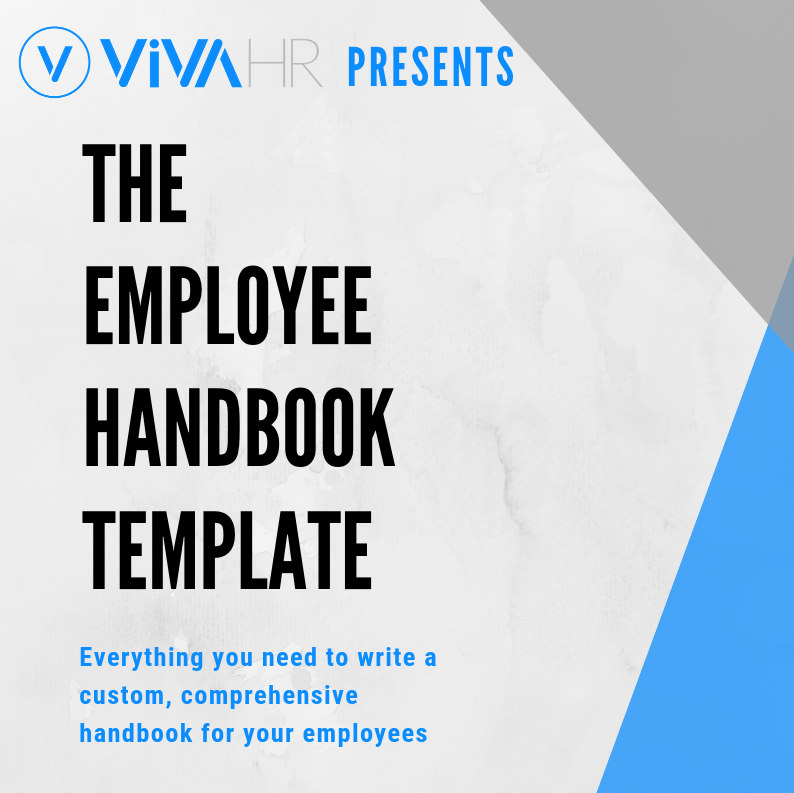 V ViVAHR PRESENTS
THE
EMPLOYEE
HANDBOOK
TEMPLATE
Everything you need to write a
custom, comprehensive
handbook for your employees